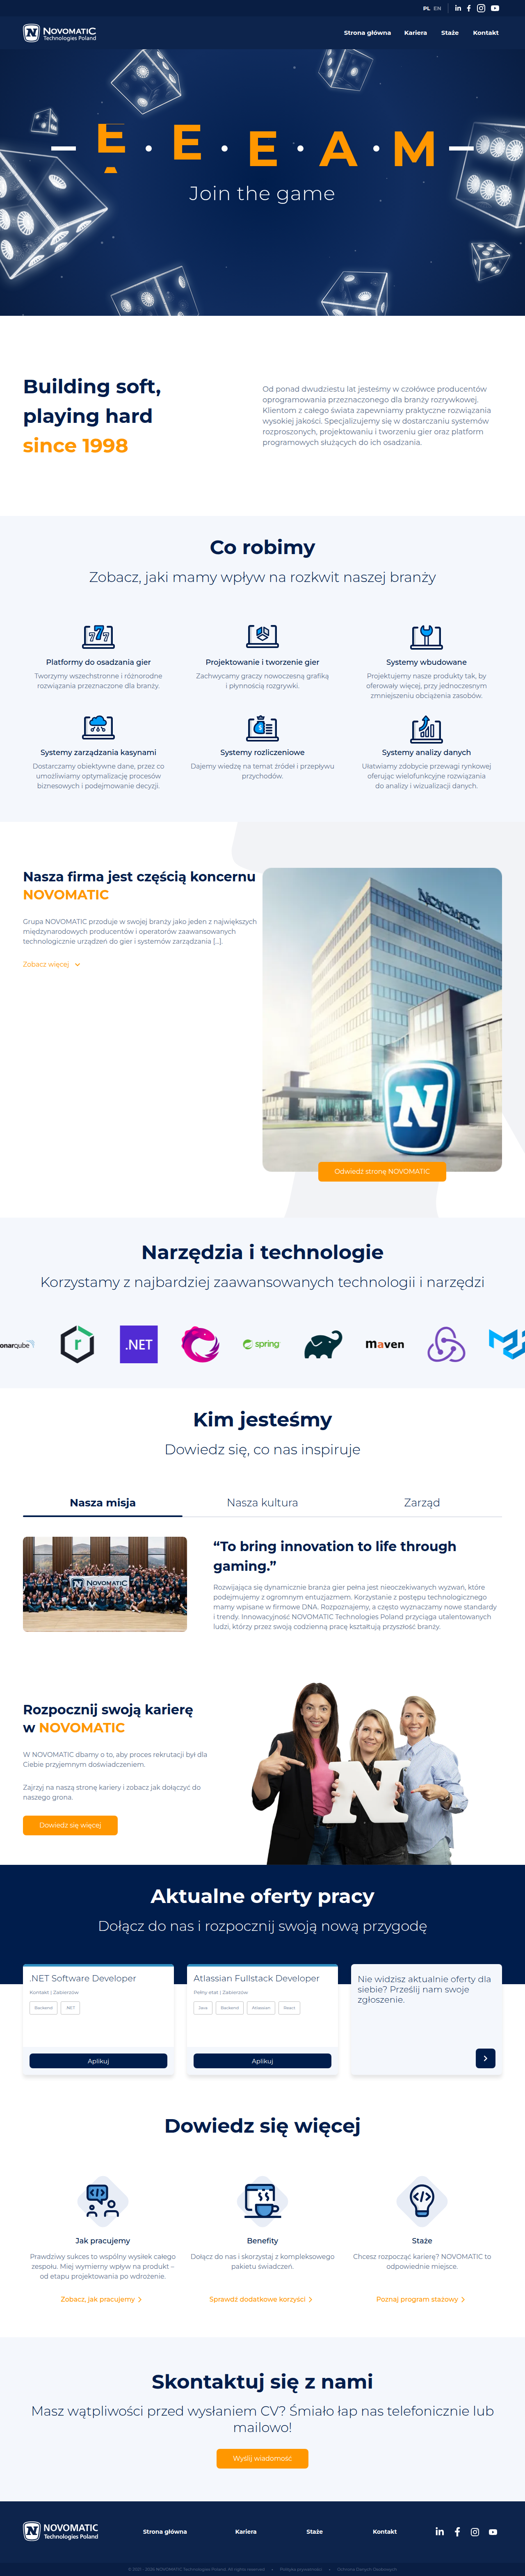 PL EN
NOVOMATIC
Technologies Poland
Strona główna Kariera Staże Kontakt
E E A M
Join the game
Building soft,
playing hard
since 1998
Od ponad dwudziestu lat jesteśmy w czołówce producentów
oprogramowania przeznaczonego dla branży rozrywkowej.
Klientom z całego świata zapewniamy praktyczne rozwiązania
wysokiej jakości. Specjalizujemy się w dostarczaniu systemów
rozproszonych, projektowaniu i tworzeniu gier oraz platform
programowych służących do ich osadzania.
Co robimy
Zobacz, jaki mamy wpływ na rozkwit naszej branży
777
Platformy do osadzania gier
Tworzymy wszechstronne i różnorodne
rozwiązania przeznaczone dla branży.
Projektowanie i tworzenie gier
Zachwycamy graczy nowoczesną grafiką
i płynnością rozgrywki.
Systemy wbudowane
Projektujemy nasze produkty tak, by
oferowały więcej, przy jednoczesnym
zmniejszeniu obciążenia zasobów.
Systemy zarządzania kasynami
Dostarczamy obiektywne dane, przez co
umożliwiamy optymalizację procesów
biznesowych i podejmowanie decyzji.
Systemy rozliczeniowe
Dajemy wiedzę na temat źródeł i przepływu
przychodów.
Systemy analizy danych
Ułatwiamy zdobycie przewagi rynkowej
oferując wielofunkcyjne rozwiązania
do analizy i wizualizacji danych.
Nasza firma jest częścią koncernu
NOVOMATIC
Grupa NOVOMATIC przoduje w swojej branży jako jeden z największych
międzynarodowych producentów i operatorów zaawansowanych
technologicznie urządzeń do gier i systemów zarządzania [...].
Zobacz więcej
NOVOMATIC
N
Odwiedź stronę NOVOMATIC
Narzędzia i technologie
Korzystamy z najbardziej zaawansowanych technologii i narzędzi
onarqube r .NET spring maven
Kim jesteśmy
Dowiedz się, co nas inspiruje
Nasza misja Nasza kultura Zarząd
NOVOMATIC
“To bring innovation to life through
gaming.”
Rozwijająca się dynamicznie branża gier pełna jest nieoczekiwanych wyzwań, które
podejmujemy z ogromnym entuzjazmem. Korzystanie z postępu technologicznego
mamy wpisane w firmowe DNA. Rozpoznajemy, a często wyznaczamy nowe standardy
i trendy. Innowacyjność NOVOMATIC Technologies Poland przyciąga utalentowanych
ludzi, którzy przez swoją codzienną pracę kształtują przyszłość branży.
Rozpocznij swoją karierę
w NOVOMATIC
W NOVOMATIC dbamy o to, aby proces rekrutacji był dla
Ciebie przyjemnym doświadczeniem.
Zajrzyj na naszą stronę kariery i zobacz jak dołączyć do
naszego grona.
Dowiedz się więcej
N
Aktualne oferty pracy
Dołącz do nas i rozpocznij swoją nową przygodę
.NET Software Developer
Kontrakt | Zabierzów
Backend .NET
Aplikuj
Atlassian Fullstack Developer
Pełny etat | Zabierzów
Java Backend Atlassian React
Aplikuj
Nie widzisz aktualnie oferty dla
siebie? Prześlij nam swoje
zgłoszenie.
Dowiedz się więcej
Jak pracujemy
Prawdziwy sukces to wspólny wysiłek całego
zespołu. Miej wymierny wpływ na produkt –
od etapu projektowania po wdrożenie.
Zobacz, jak pracujemy
Benefity
Dołącz do nas i skorzystaj z kompleksowego
pakietu świadczeń.
Sprawdź dodatkowe korzyści
Staże
Chcesz rozpocząć karierę? NOVOMATIC to
odpowiednie miejsce.
Poznaj program stażowy
Skontaktuj się z nami
Masz wątpliwości przed wysłaniem CV? Śmiało łap nas telefonicznie lub
mailowo!
Wyślij wiadomość
NOVOMATIC
Technologies Poland
Strona główna Kariera Staże Kontakt